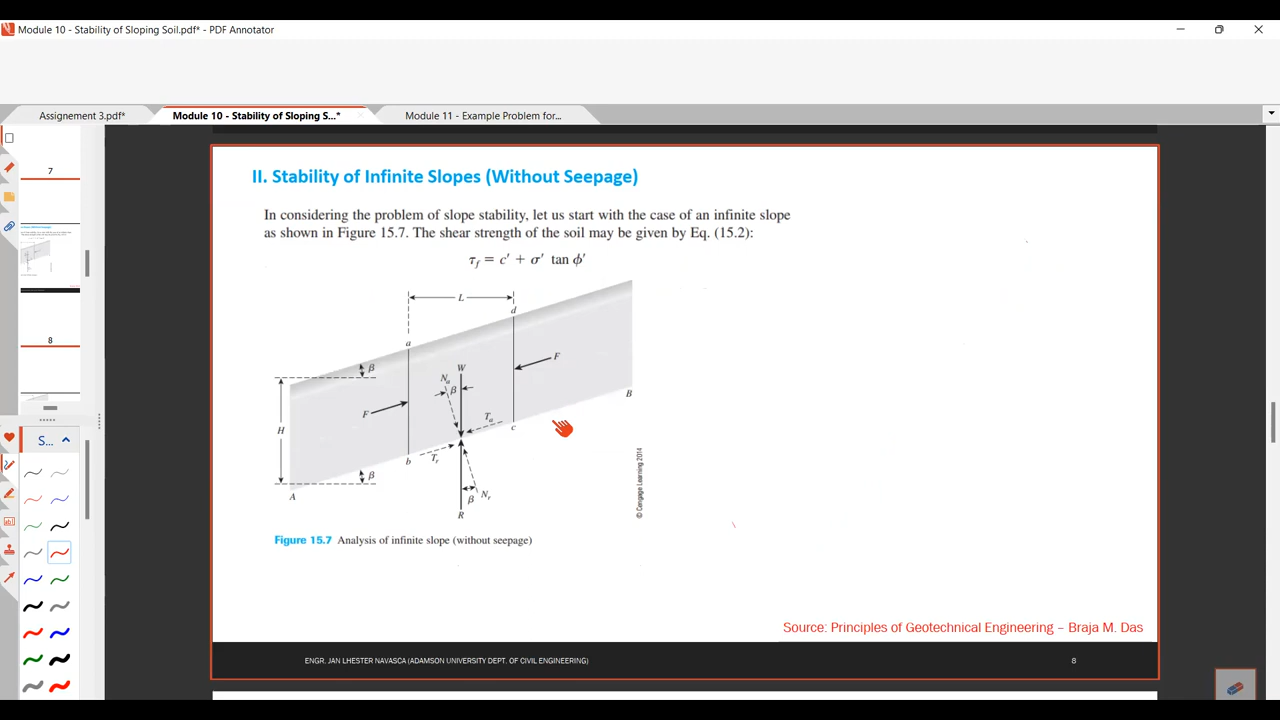 Module 10 - Stability of Sloping Soil.pdf* - PDF Annotator
Assignement 3.pdf*
Module 10 - Stability of Sloping S...*
Module 11 - Example Problem for...
7
8
S...
II. Stability of Infinite Slopes (Without Seepage)
In considering the problem of slope stability, let us start with the case of an infinite slope
as shown in Figure 15.7. The shear strength of the soil may be given by Eq. (15.2):
τf = c′ + σ′ tan ϕ′
L
d
a
β
F
W
Na
β
F
B
H
Ta
c
b
Tr
β
A
Nr
β
R
© Cengage Learning 2014
Figure 15.7 Analysis of infinite slope (without seepage)
Source: Principles of Geotechnical Engineering – Braja M. Das
ENGR. JAN LHESTER NAVASCA (ADAMSON UNIVERSITY DEPT. OF CIVIL ENGINEERING)
8